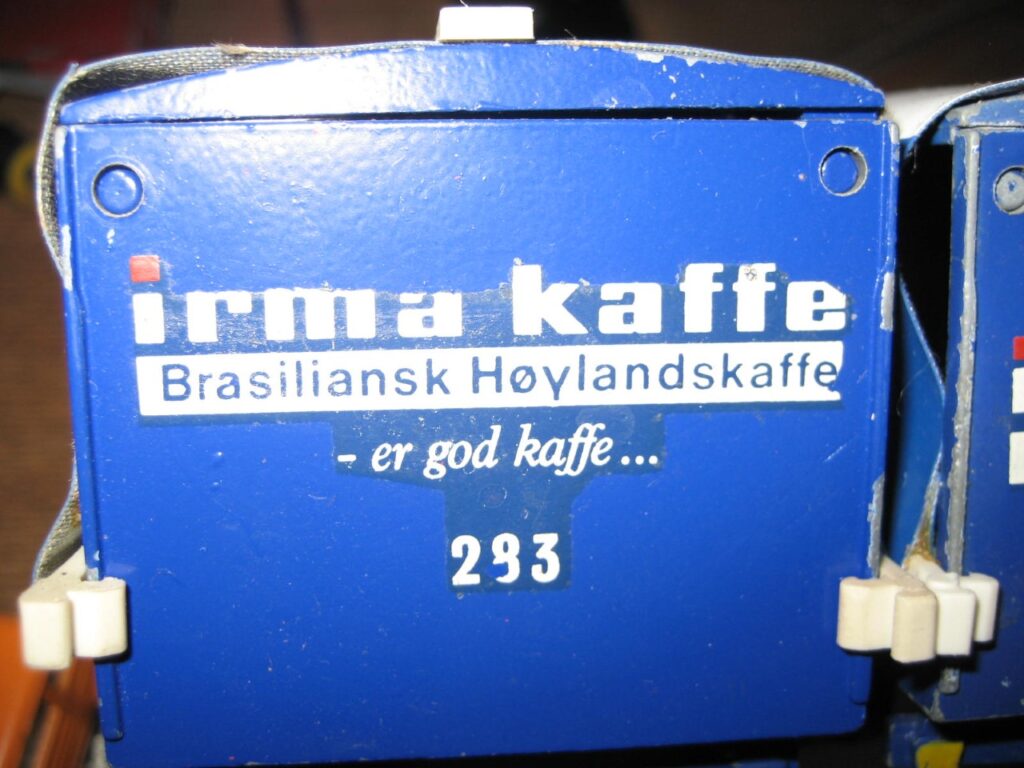 irma kaffe
Brasiliansk Høylandskaffe
- er god kaffe...
293